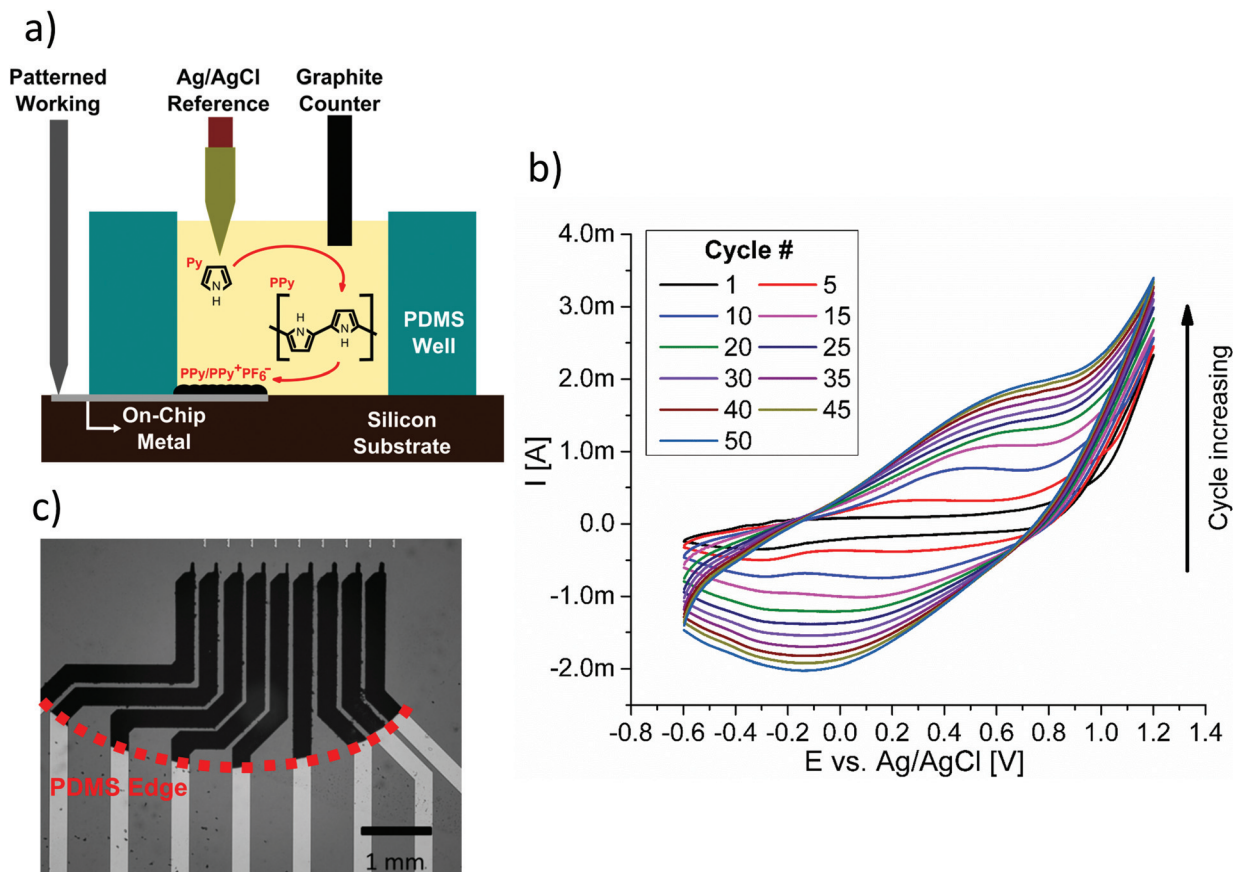 a)
Patterned
Working
Ag/AgCl
Reference
Graphite
Counter
Py
N
H
PPy
H
N
N
H
PDMS
Well
PPy/PPy⁺PF₆⁻
On-Chip
Metal
Silicon
Substrate
b)
4.0m
3.0m
2.0m
1.0m
0.0
-1.0m
-2.0m
I [A]
Cycle #
1 5
10 15
20 25
30 35
40 45
50
Cycle increasing
-0.8 -0.6 -0.4 -0.2 0.0 0.2 0.4 0.6 0.8 1.0 1.2 1.4
E vs. Ag/AgCl [V]
c)
PDMS Edge
1 mm